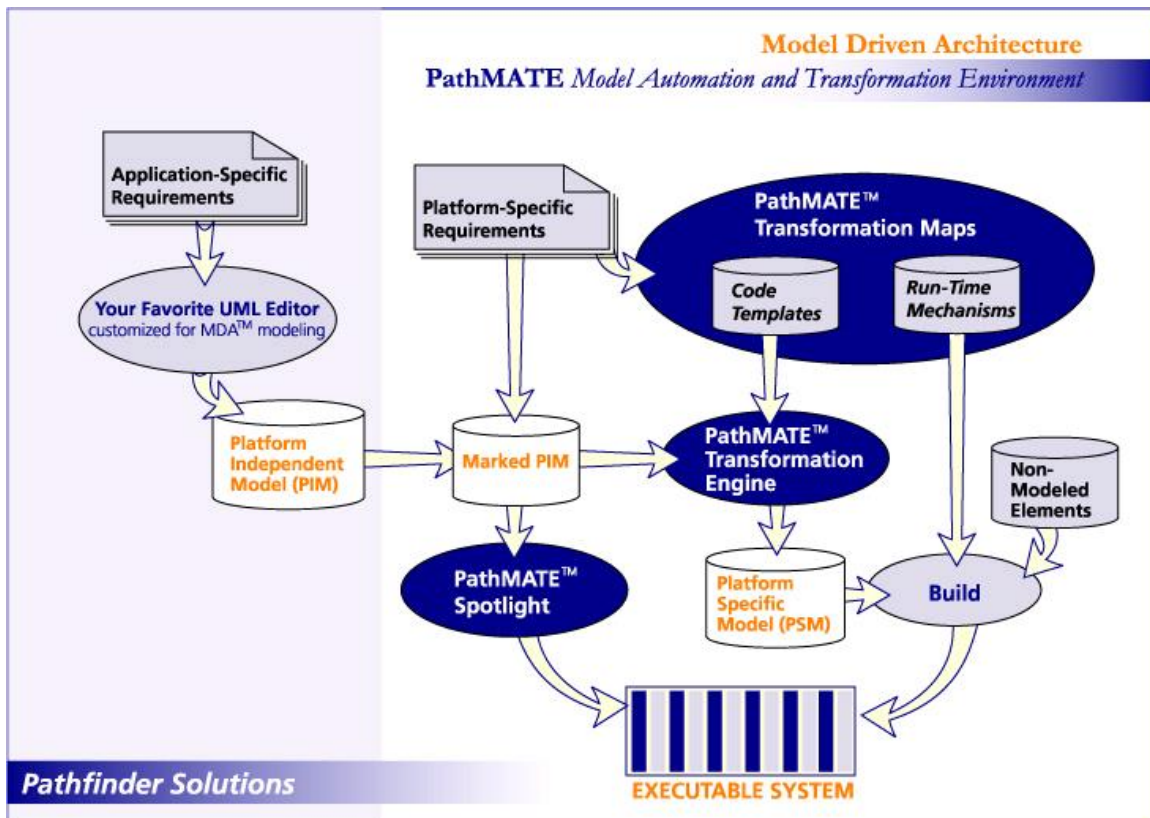 Model Driven Architecture
PathMATE Model Automation and Transformation Environment
Application-Specific
Requirements
Platform-Specific
Requirements
PathMATE™
Transformation Maps
Code
Templates
Run-Time
Mechanisms
Your Favorite UML Editor
customized for MDA™ modeling
Platform
Independent
Model (PIM)
Marked PIM
PathMATE™
Transformation
Engine
Non-
Modeled
Elements
PathMATE™
Spotlight
Platform
Specific
Model (PSM)
Build
EXECUTABLE SYSTEM
Pathfinder Solutions